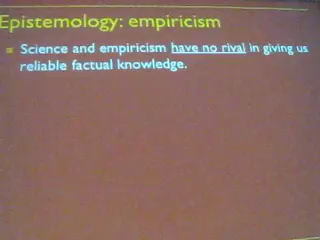 Epistemology: empiricism
Science and empiricism have no rival in giving us
reliable factual knowledge.